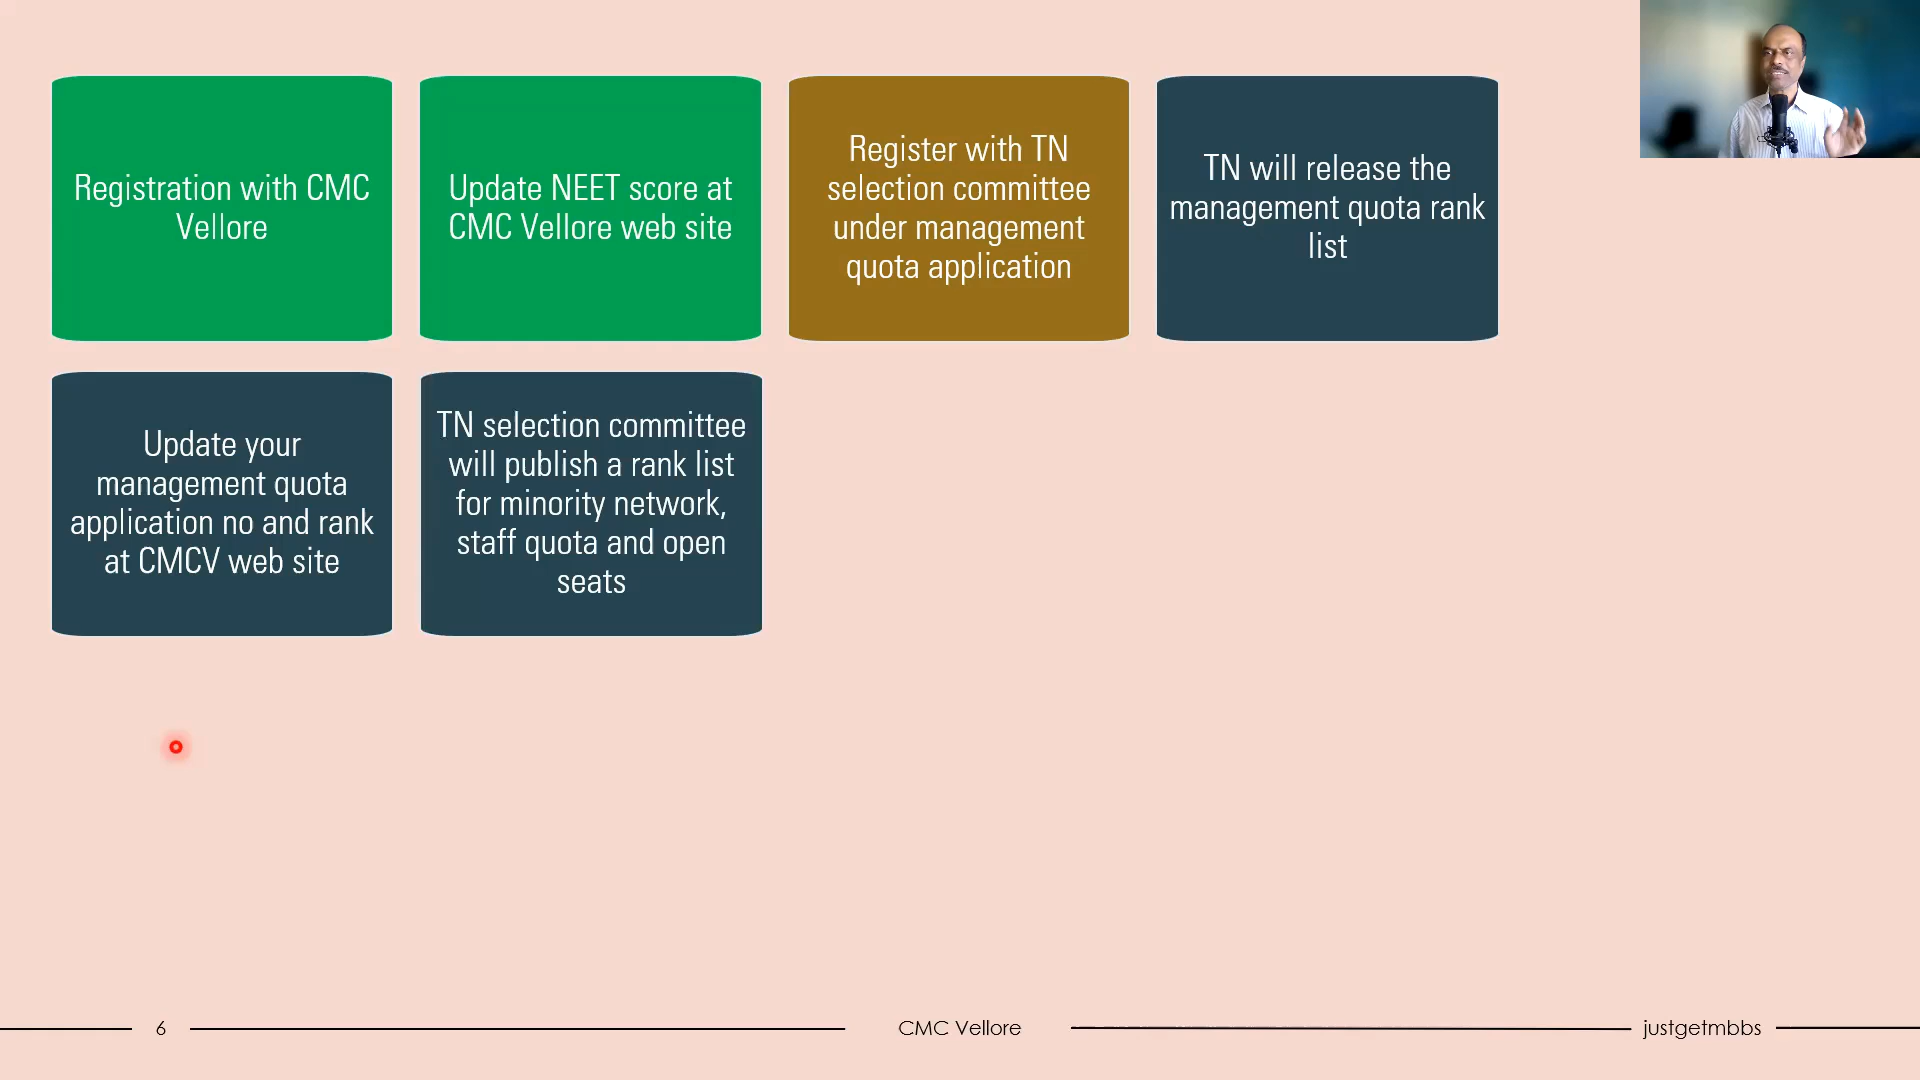 Registration with CMC
Vellore
Update NEET score at
CMC Vellore web site
Register with TN
selection committee
under management
quota application
TN will release the
management quota rank
list
Update your
management quota
application no and rank
at CMCV web site
TN selection committee
will publish a rank list
for minority network,
staff quota and open
seats
6
CMC Vellore
justgetmbbs